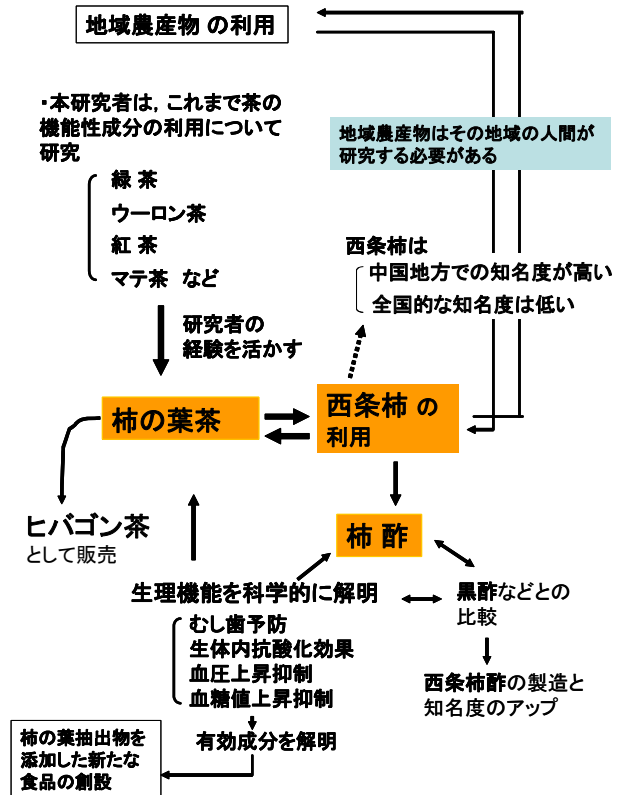 地域農産物 の利用
・本研究者は，これまで茶の
機能性成分の利用について
研究
緑 茶
ウーロン茶
紅 茶
マテ茶 など
地域農産物はその地域の人間が
研究する必要がある
西条柿は
中国地方での知名度が高い
全国的な知名度は低い
研究者の
経験を活かす
柿の葉茶
西条柿 の
利用
ヒバゴン茶
として販売
柿 酢
生理機能を科学的に解明
むし歯予防
生体内抗酸化効果
血圧上昇抑制
血糖値上昇抑制
黒酢などとの
比較
西条柿酢の製造と
知名度のアップ
有効成分を解明
柿の葉抽出物を
添加した新たな
食品の創設